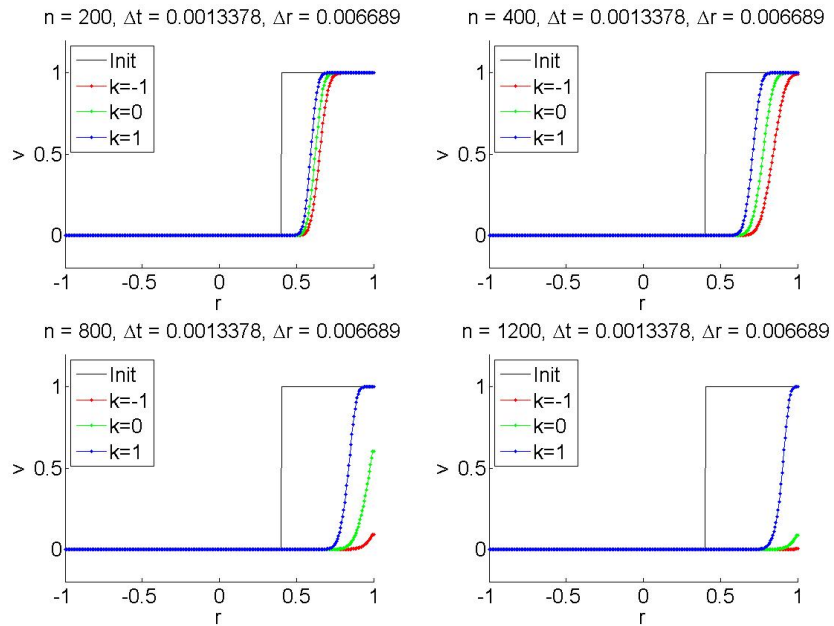 n = 200, Δt = 0.0013378, Δr = 0.006689
1
0.5
0
v
Init
k=-1
k=0
k=1
-1 -0.5 0 0.5 1
r
n = 400, Δt = 0.0013378, Δr = 0.006689
1
0.5
0
v
Init
k=-1
k=0
k=1
-1 -0.5 0 0.5 1
r
n = 800, Δt = 0.0013378, Δr = 0.006689
1
0.5
0
v
Init
k=-1
k=0
k=1
-1 -0.5 0 0.5 1
r
n = 1200, Δt = 0.0013378, Δr = 0.006689
1
0.5
0
v
Init
k=-1
k=0
k=1
-1 -0.5 0 0.5 1
r